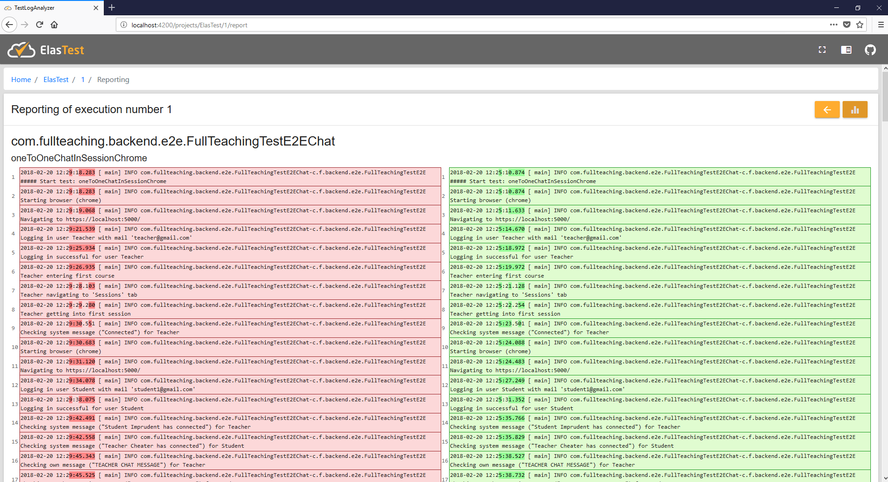 TestLogAnalyzer
localhost:4200/projects/ElasTest/1/report
ElasTest
Home / ElasTest / 1 / Reporting
Reporting of execution number 1
com.fullteaching.backend.e2e.FullTeachingTestE2EChat
oneToOneChatInSessionChrome
1 2018-02-20 12:29:18.283 [ main] INFO com.fullteaching.backend.e2e.FullTeachingTestE2EChat-c.f.backend.e2e.FullTeachingTestE2E
##### Start test: oneToOneChatInSessionChrome
2 2018-02-20 12:29:18.283 [ main] INFO com.fullteaching.backend.e2e.FullTeachingTestE2EChat-c.f.backend.e2e.FullTeachingTestE2E
Starting browser (chrome)
3 2018-02-20 12:29:19.068 [ main] INFO com.fullteaching.backend.e2e.FullTeachingTestE2EChat-c.f.backend.e2e.FullTeachingTestE2E
Navigating to https://localhost:5000/
4 2018-02-20 12:29:21.539 [ main] INFO com.fullteaching.backend.e2e.FullTeachingTestE2EChat-c.f.backend.e2e.FullTeachingTestE2E
Logging in user Teacher with mail 'teacher@gmail.com'
5 2018-02-20 12:29:25.934 [ main] INFO com.fullteaching.backend.e2e.FullTeachingTestE2EChat-c.f.backend.e2e.FullTeachingTestE2E
Logging in successful for user Teacher
6 2018-02-20 12:29:26.935 [ main] INFO com.fullteaching.backend.e2e.FullTeachingTestE2EChat-c.f.backend.e2e.FullTeachingTestE2E
Teacher entering first course
7 2018-02-20 12:29:28.103 [ main] INFO com.fullteaching.backend.e2e.FullTeachingTestE2EChat-c.f.backend.e2e.FullTeachingTestE2E
Teacher navigating to 'Sessions' tab
8 2018-02-20 12:29:29.280 [ main] INFO com.fullteaching.backend.e2e.FullTeachingTestE2EChat-c.f.backend.e2e.FullTeachingTestE2E
Teacher getting into first session
9 2018-02-20 12:29:30.551 [ main] INFO com.fullteaching.backend.e2e.FullTeachingTestE2EChat-c.f.backend.e2e.FullTeachingTestE2E
Checking system message ("Connected") for Teacher
10 2018-02-20 12:29:30.683 [ main] INFO com.fullteaching.backend.e2e.FullTeachingTestE2EChat-c.f.backend.e2e.FullTeachingTestE2E
Starting browser (chrome)
11 2018-02-20 12:29:31.120 [ main] INFO com.fullteaching.backend.e2e.FullTeachingTestE2EChat-c.f.backend.e2e.FullTeachingTestE2E
Navigating to https://localhost:5000/
12 2018-02-20 12:29:34.078 [ main] INFO com.fullteaching.backend.e2e.FullTeachingTestE2EChat-c.f.backend.e2e.FullTeachingTestE2E
Logging in user Student with mail 'student1@gmail.com'
13 2018-02-20 12:29:38.075 [ main] INFO com.fullteaching.backend.e2e.FullTeachingTestE2EChat-c.f.backend.e2e.FullTeachingTestE2E
Logging in successful for user Student
14 2018-02-20 12:29:42.491 [ main] INFO com.fullteaching.backend.e2e.FullTeachingTestE2EChat-c.f.backend.e2e.FullTeachingTestE2E
Checking system message ("Student Imprudent has connected") for Teacher
15 2018-02-20 12:29:42.558 [ main] INFO com.fullteaching.backend.e2e.FullTeachingTestE2EChat-c.f.backend.e2e.FullTeachingTestE2E
Checking system message ("Teacher Cheater has connected") for Student
16 2018-02-20 12:29:45.343 [ main] INFO com.fullteaching.backend.e2e.FullTeachingTestE2EChat-c.f.backend.e2e.FullTeachingTestE2E
Checking own message ("TEACHER CHAT MESSAGE") for Teacher
17 2018-02-20 12:29:45.525 [ main] INFO com.fullteaching.backend.e2e.FullTeachingTestE2EChat-c.f.backend.e2e.FullTeachingTestE2E
1 2018-02-20 12:25:10.874 [ main] INFO com.fullteaching.backend.e2e.FullTeachingTestE2EChat-c.f.backend.e2e.FullTeachingTestE2E
##### Start test: oneToOneChatInSessionChrome
2 2018-02-20 12:25:10.874 [ main] INFO com.fullteaching.backend.e2e.FullTeachingTestE2EChat-c.f.backend.e2e.FullTeachingTestE2E
Starting browser (chrome)
3 2018-02-20 12:25:11.633 [ main] INFO com.fullteaching.backend.e2e.FullTeachingTestE2EChat-c.f.backend.e2e.FullTeachingTestE2E
Navigating to https://localhost:5000/
4 2018-02-20 12:25:14.670 [ main] INFO com.fullteaching.backend.e2e.FullTeachingTestE2EChat-c.f.backend.e2e.FullTeachingTestE2E
Logging in user Teacher with mail 'teacher@gmail.com'
5 2018-02-20 12:25:18.972 [ main] INFO com.fullteaching.backend.e2e.FullTeachingTestE2EChat-c.f.backend.e2e.FullTeachingTestE2E
Logging in successful for user Teacher
6 2018-02-20 12:25:19.972 [ main] INFO com.fullteaching.backend.e2e.FullTeachingTestE2EChat-c.f.backend.e2e.FullTeachingTestE2E
Teacher entering first course
7 2018-02-20 12:25:21.128 [ main] INFO com.fullteaching.backend.e2e.FullTeachingTestE2EChat-c.f.backend.e2e.FullTeachingTestE2E
Teacher navigating to 'Sessions' tab
8 2018-02-20 12:25:22.254 [ main] INFO com.fullteaching.backend.e2e.FullTeachingTestE2EChat-c.f.backend.e2e.FullTeachingTestE2E
Teacher getting into first session
9 2018-02-20 12:25:23.501 [ main] INFO com.fullteaching.backend.e2e.FullTeachingTestE2EChat-c.f.backend.e2e.FullTeachingTestE2E
Checking system message ("Connected") for Teacher
10 2018-02-20 12:25:24.088 [ main] INFO com.fullteaching.backend.e2e.FullTeachingTestE2EChat-c.f.backend.e2e.FullTeachingTestE2E
Starting browser (chrome)
11 2018-02-20 12:25:24.483 [ main] INFO com.fullteaching.backend.e2e.FullTeachingTestE2EChat-c.f.backend.e2e.FullTeachingTestE2E
Navigating to https://localhost:5000/
12 2018-02-20 12:25:27.249 [ main] INFO com.fullteaching.backend.e2e.FullTeachingTestE2EChat-c.f.backend.e2e.FullTeachingTestE2E
Logging in user Student with mail 'student1@gmail.com'
13 2018-02-20 12:25:31.352 [ main] INFO com.fullteaching.backend.e2e.FullTeachingTestE2EChat-c.f.backend.e2e.FullTeachingTestE2E
Logging in successful for user Student
14 2018-02-20 12:25:35.766 [ main] INFO com.fullteaching.backend.e2e.FullTeachingTestE2EChat-c.f.backend.e2e.FullTeachingTestE2E
Checking system message ("Student Imprudent has connected") for Teacher
15 2018-02-20 12:25:35.829 [ main] INFO com.fullteaching.backend.e2e.FullTeachingTestE2EChat-c.f.backend.e2e.FullTeachingTestE2E
Checking system message ("Teacher Cheater has connected") for Student
16 2018-02-20 12:25:38.527 [ main] INFO com.fullteaching.backend.e2e.FullTeachingTestE2EChat-c.f.backend.e2e.FullTeachingTestE2E
Checking own message ("TEACHER CHAT MESSAGE") for Teacher
17 2018-02-20 12:25:38.732 [ main] INFO com.fullteaching.backend.e2e.FullTeachingTestE2EChat-c.f.backend.e2e.FullTeachingTestE2E